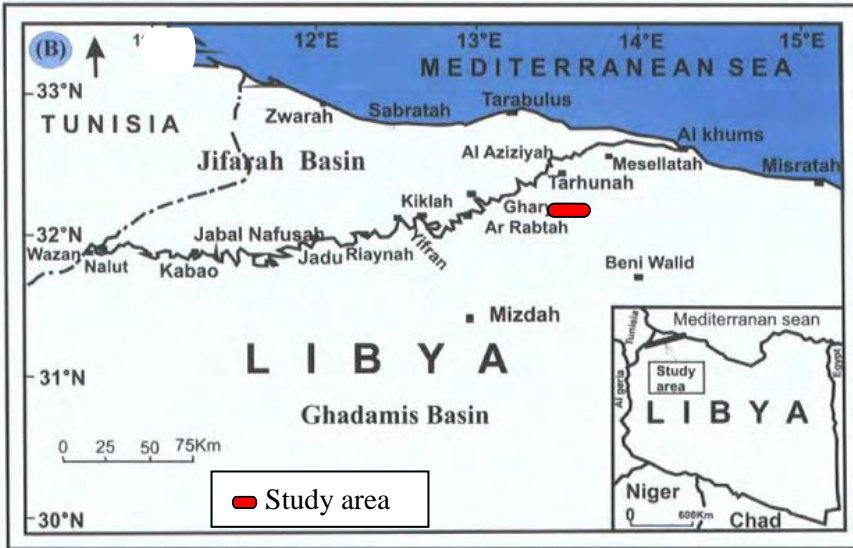 (B)
12°E 13°E 14°E 15°E
MEDITERRANEAN SEA
33°N
TUNISIA
Zwarah
Sabratah
Tarabulus
Al khums
Misratah
Jifarah Basin
Al Aziziyah
Mesellatah
Tarhunah
Kiklah
Ghary
Ar Rabtah
32°N
Wazan
Nalut
Kabao
Jabal Nafusah
Jadu
Riaynah
Yifran
Beni Walid
Mizdah
31°N
LIBYA
Ghadamis Basin
0 25 50 75Km
Study area
30°N
Mediterranan sean
Tunisia
Study
area
Al geria
Egypt
LIBYA
Niger
Chad
0 600Km